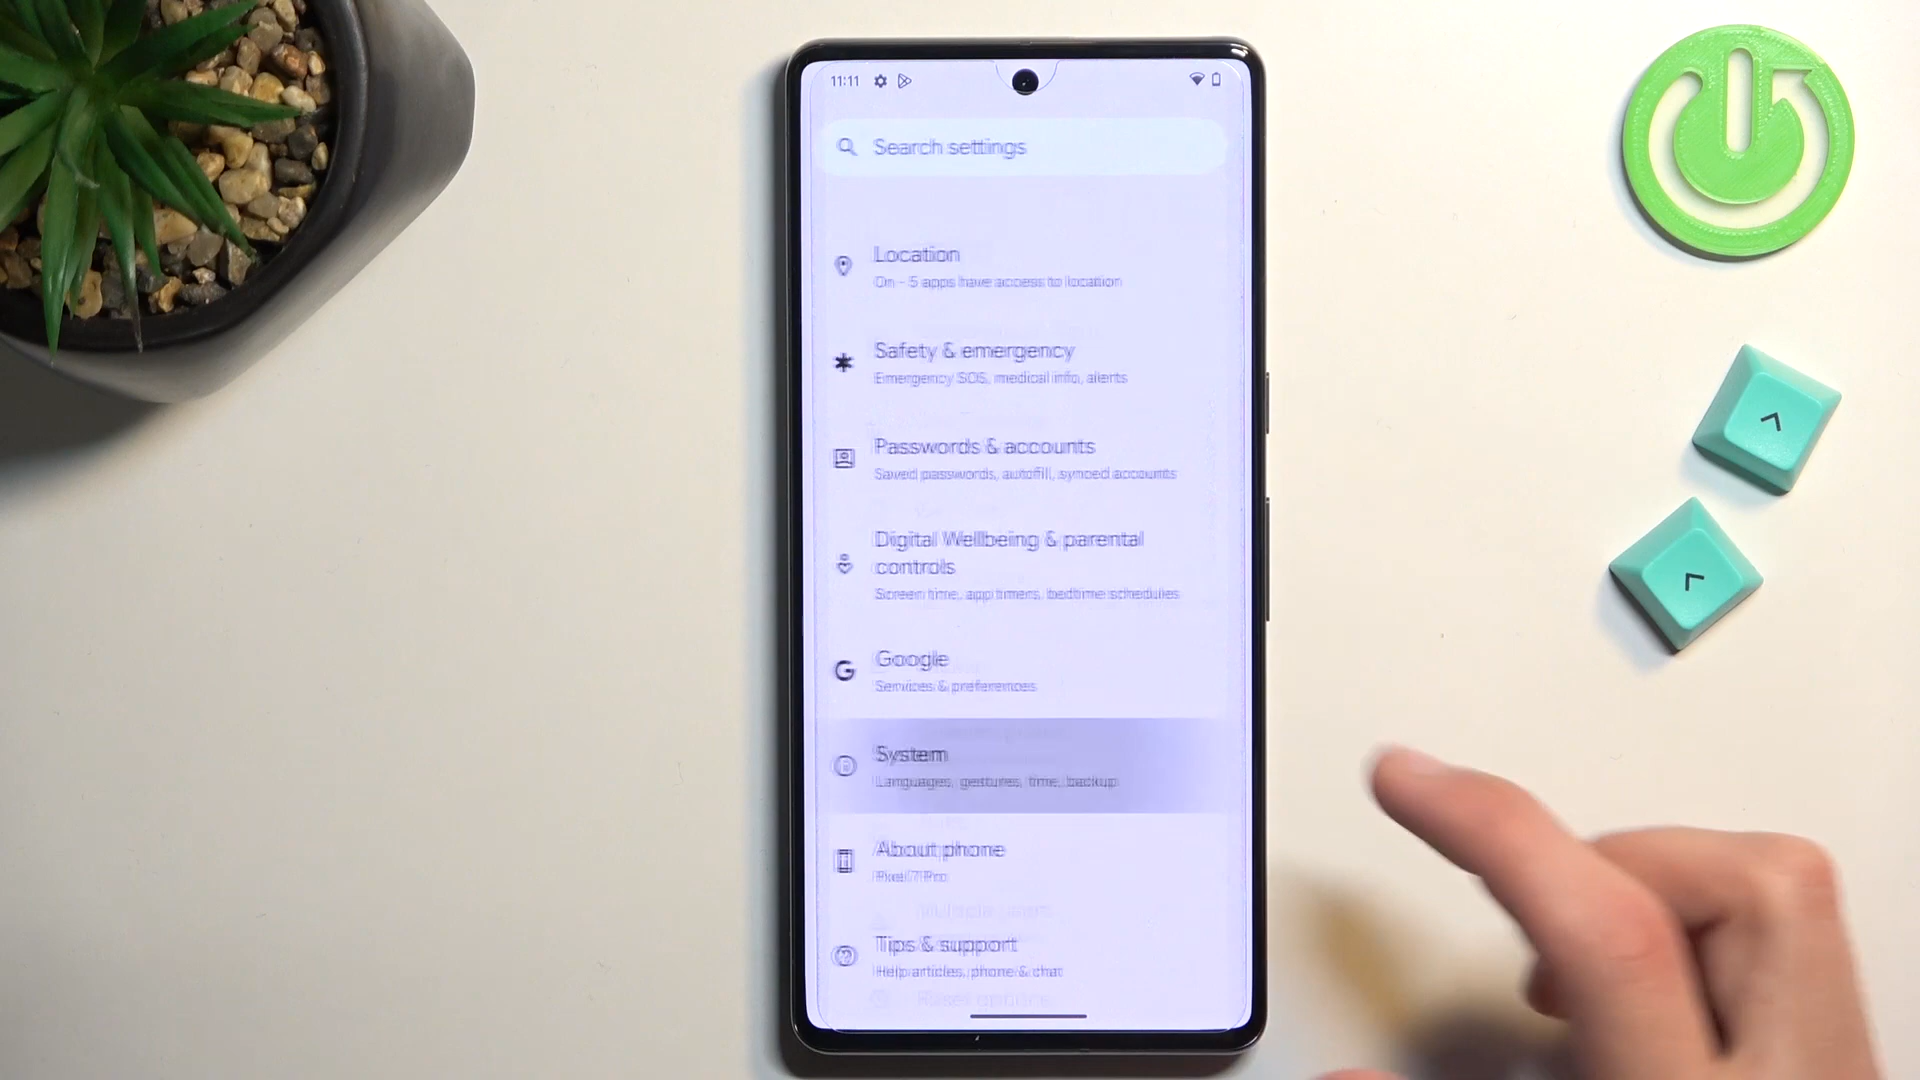 11:11
Search settings
Location
On - 5 apps have access to location
Safety & emergency
Emergency SOS, medical info, alerts
Passwords & accounts
Saved passwords, autofill, synced accounts
Digital Wellbeing & parental
controls
Screen time, app timers, bedtime schedules
Google
Services & preferences
System
Languages, gestures, time, backup
About phone
Pixel 7 Pro
Tips & support
Help articles, phone & chat
Reset options